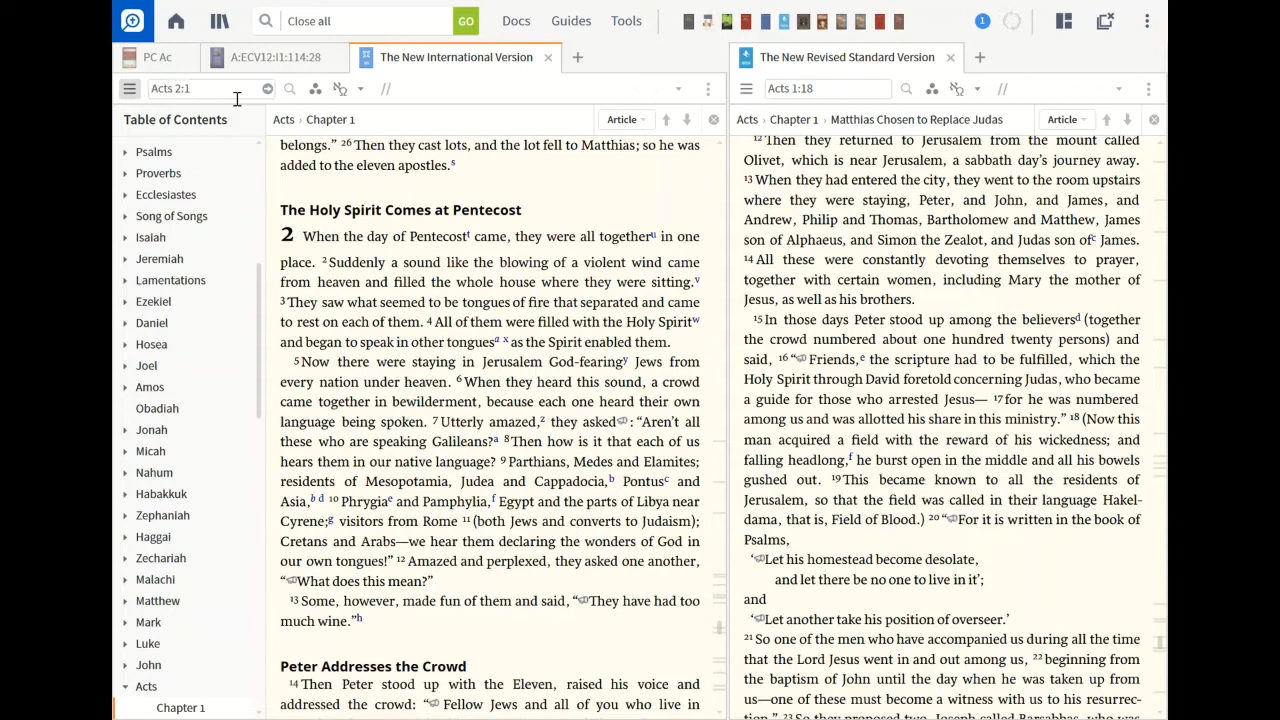 Close all
GO
Docs
Guides
Tools
1
PC Ac
A:ECV12:I1:114:28
The New International Version
The New Revised Standard Version
Acts 2:1
//
Acts 1:18
//
Table of Contents
Psalms
Proverbs
Ecclesiastes
Song of Songs
Isaiah
Jeremiah
Lamentations
Ezekiel
Daniel
Hosea
Joel
Amos
Obadiah
Jonah
Micah
Nahum
Habakkuk
Zephaniah
Haggai
Zechariah
Malachi
Matthew
Mark
Luke
John
Acts
Chapter 1
Acts › Chapter 1
Article
belongs.” 26 Then they cast lots, and the lot fell to Matthias; so he was
added to the eleven apostles.s
The Holy Spirit Comes at Pentecost
2 When the day of Pentecostt came, they were all togetheru in one
place. 2 Suddenly a sound like the blowing of a violent wind came
from heaven and filled the whole house where they were sitting.v
3 They saw what seemed to be tongues of fire that separated and came
to rest on each of them. 4 All of them were filled with the Holy Spiritw
and began to speak in other tonguesa x as the Spirit enabled them.
5 Now there were staying in Jerusalem God-fearingy Jews from
every nation under heaven. 6 When they heard this sound, a crowd
came together in bewilderment, because each one heard their own
language being spoken. 7 Utterly amazed,z they asked: “Aren’t all
these who are speaking Galileans?a 8 Then how is it that each of us
hears them in our native language? 9 Parthians, Medes and Elamites;
residents of Mesopotamia, Judea and Cappadocia,b Pontusc and
Asia,b d 10 Phrygiae and Pamphylia,f Egypt and the parts of Libya near
Cyrene;g visitors from Rome 11 (both Jews and converts to Judaism);
Cretans and Arabs—we hear them declaring the wonders of God in
our own tongues!” 12 Amazed and perplexed, they asked one another,
“What does this mean?”
13 Some, however, made fun of them and said, “They have had too
much wine.”h
Peter Addresses the Crowd
14 Then Peter stood up with the Eleven, raised his voice and
addressed the crowd: “Fellow Jews and all of you who live in
Acts › Chapter 1 › Matthias Chosen to Replace Judas
Article
12 Then they returned to Jerusalem from the mount called
Olivet, which is near Jerusalem, a sabbath day’s journey away.
13 When they had entered the city, they went to the room upstairs
where they were staying, Peter, and John, and James, and
Andrew, Philip and Thomas, Bartholomew and Matthew, James
son of Alphaeus, and Simon the Zealot, and Judas son ofc James.
14 All these were constantly devoting themselves to prayer,
together with certain women, including Mary the mother of
Jesus, as well as his brothers.
15 In those days Peter stood up among the believersd (together
the crowd numbered about one hundred twenty persons) and
said, 16 “Friends,e the scripture had to be fulfilled, which the
Holy Spirit through David foretold concerning Judas, who became
a guide for those who arrested Jesus— 17 for he was numbered
among us and was allotted his share in this ministry.” 18 (Now this
man acquired a field with the reward of his wickedness; and
falling headlong,f he burst open in the middle and all his bowels
gushed out. 19 This became known to all the residents of
Jerusalem, so that the field was called in their language Hakel-
dama, that is, Field of Blood.) 20 “For it is written in the book of
Psalms,
‘Let his homestead become desolate,
and let there be no one to live in it’;
and
‘Let another take his position of overseer.’
21 So one of the men who have accompanied us during all the time
that the Lord Jesus went in and out among us, 22 beginning from
the baptism of John until the day when he was taken up from
us—one of these must become a witness with us to his resurrec-
tion.” 23 So they proposed two, Joseph called Barsabbas, who was